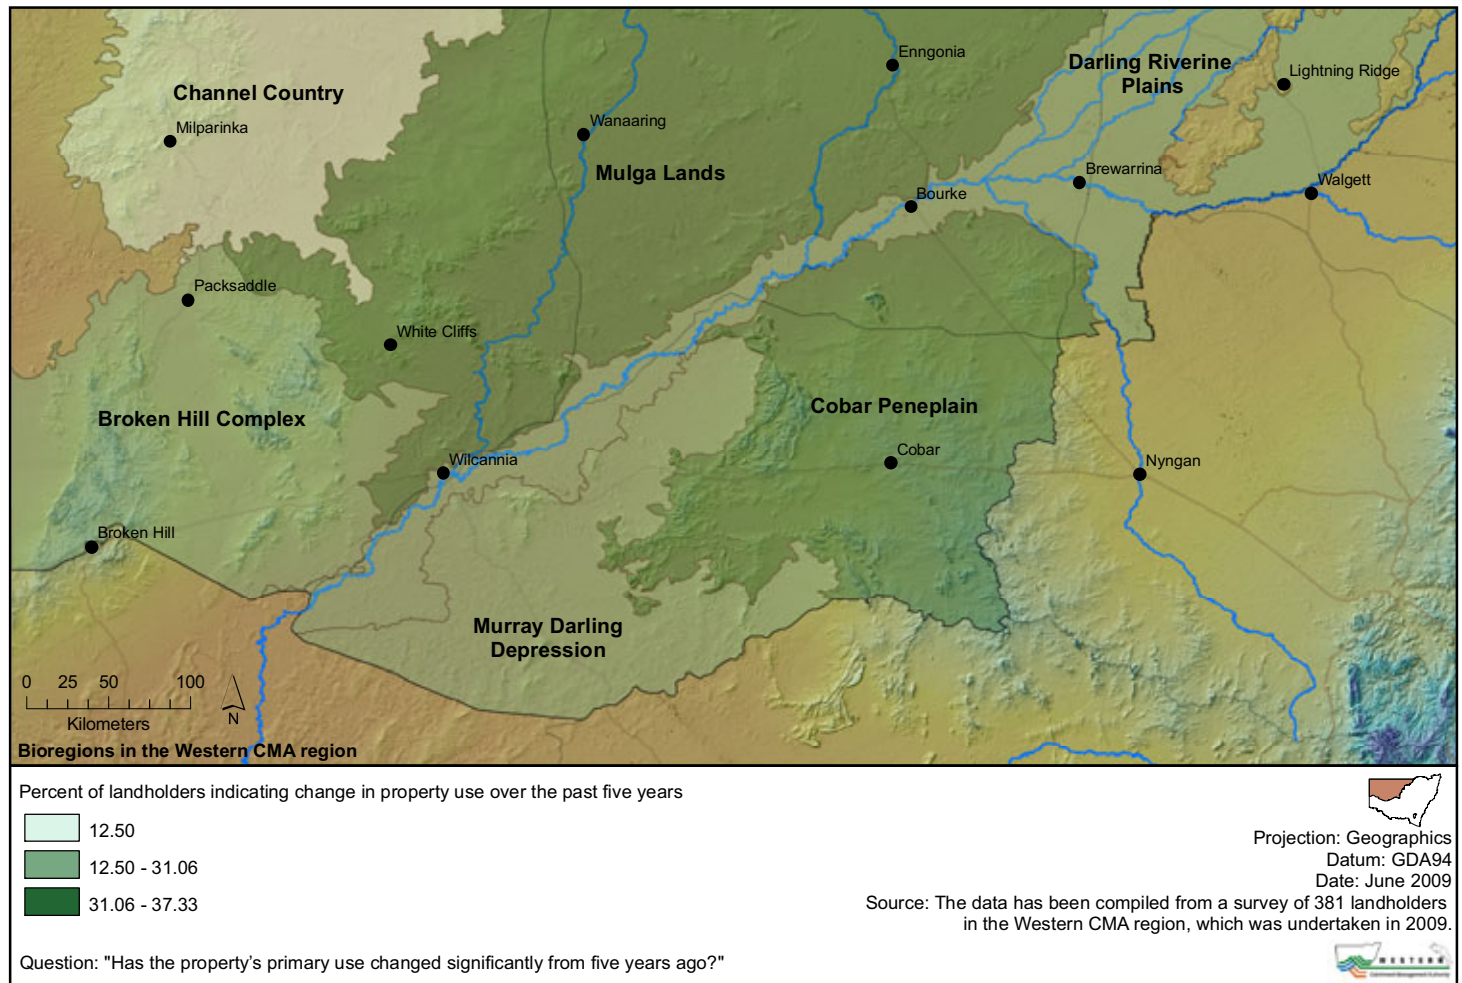 Channel Country
Milparinka
Enngonia
Darling Riverine
Plains
Lightning Ridge
Wanaaring
Mulga Lands
Brewarrina
Walgett
Bourke
Packsaddle
White Cliffs
Broken Hill Complex
Cobar Peneplain
Cobar
Wilcannia
Nyngan
Broken Hill
Murray Darling
Depression
0 25 50 100
Kilometers
N
Bioregions in the Western CMA region
Percent of landholders indicating change in property use over the past five years
12.50
12.50 - 31.06
31.06 - 37.33
Projection: Geographics
Datum: GDA94
Date: June 2009
Source: The data has been compiled from a survey of 381 landholders
in the Western CMA region, which was undertaken in 2009.
Question: "Has the property's primary use changed significantly from five years ago?"
WESTERN